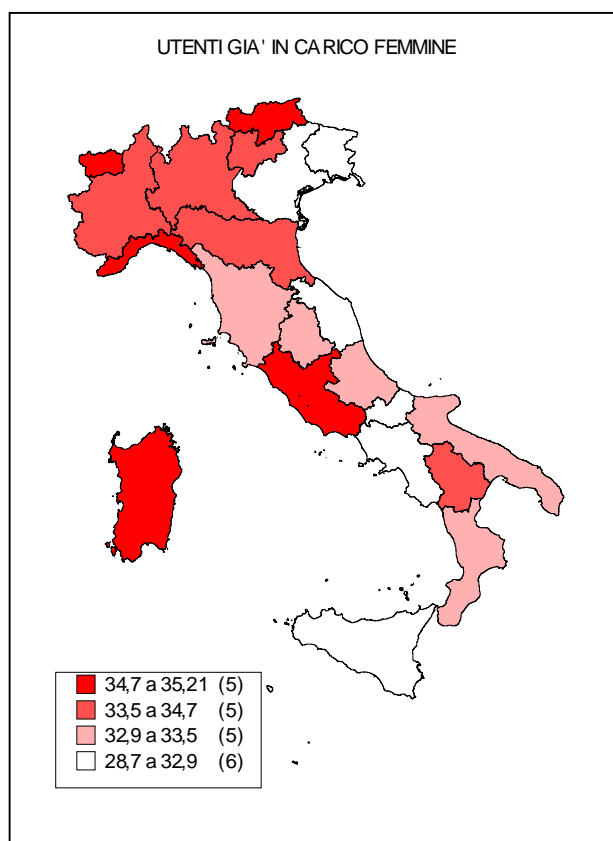 UTENTI GIA' IN CARICO FEMMINE
34,7 a 35,21 (5)
33,5 a 34,7 (5)
32,9 a 33,5 (5)
28,7 a 32,9 (6)